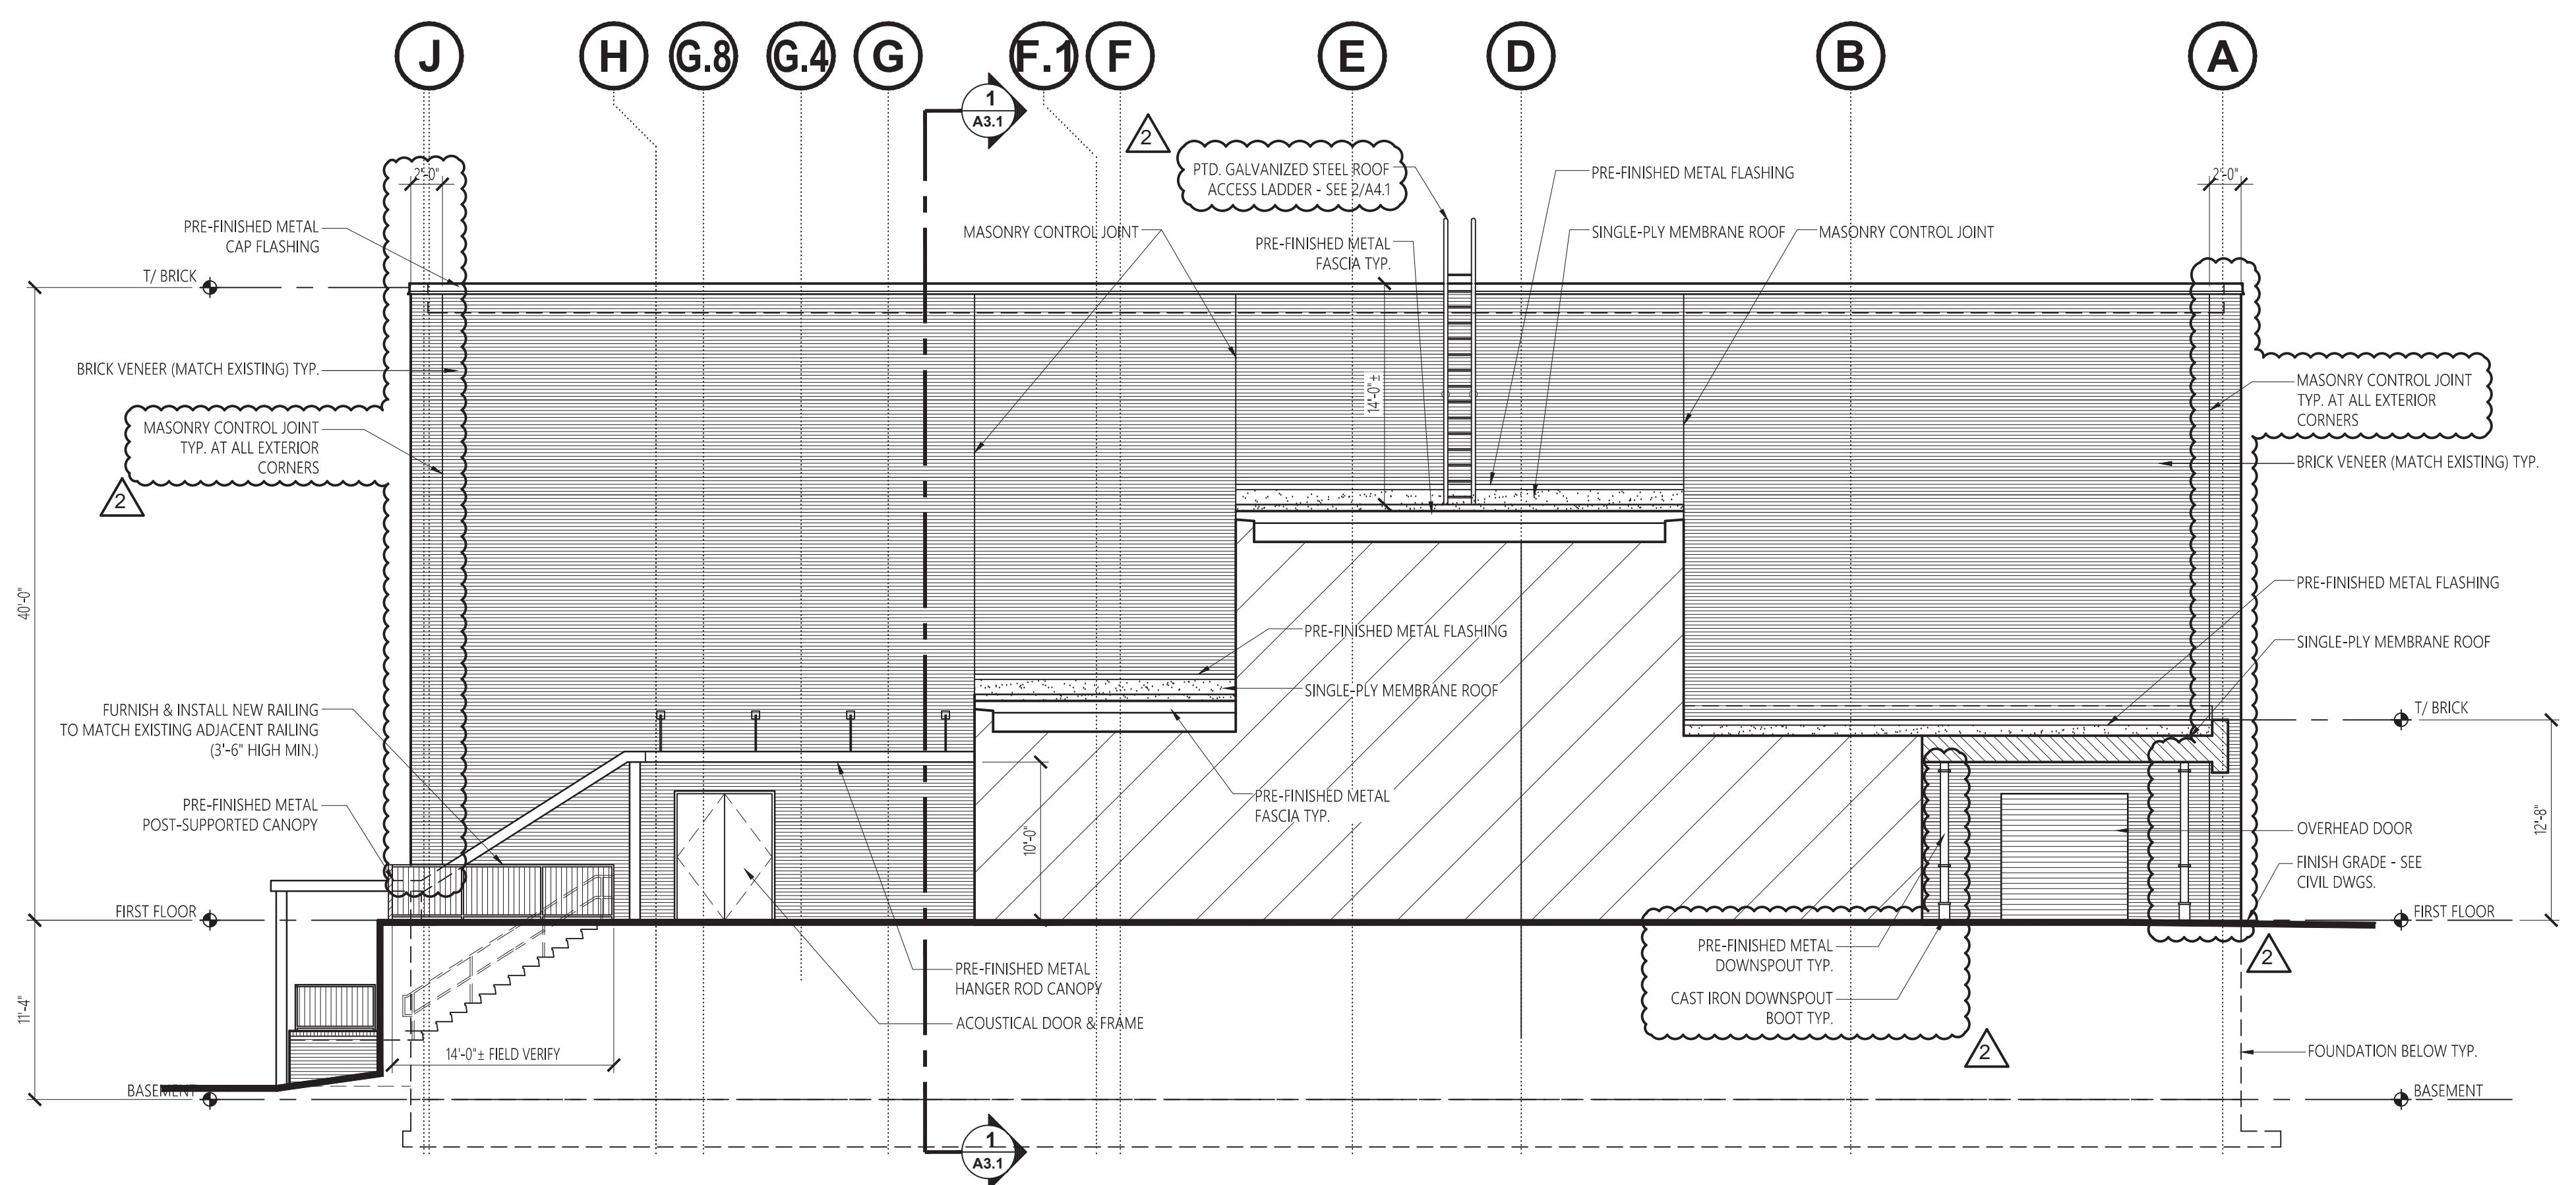 J H G.8 G.4 G F.1 F E D B A
1
A3.1
2
PTD. GALVANIZED STEEL ROOF
ACCESS LADDER - SEE 2/A4.1
PRE-FINISHED METAL FLASHING
2'-0"
2'-0"
PRE-FINISHED METAL
CAP FLASHING
MASONRY CONTROL JOINT
PRE-FINISHED METAL
FASCIA TYP.
SINGLE-PLY MEMBRANE ROOF
MASONRY CONTROL JOINT
T/ BRICK
BRICK VENEER (MATCH EXISTING) TYP.
14'-0"±
MASONRY CONTROL JOINT
TYP. AT ALL EXTERIOR
CORNERS
MASONRY CONTROL JOINT
TYP. AT ALL EXTERIOR
CORNERS
2
BRICK VENEER (MATCH EXISTING) TYP.
40'-0"
PRE-FINISHED METAL FLASHING
PRE-FINISHED METAL FLASHING
SINGLE-PLY MEMBRANE ROOF
SINGLE-PLY MEMBRANE ROOF
FURNISH & INSTALL NEW RAILING
TO MATCH EXISTING ADJACENT RAILING
(3'-6" HIGH MIN.)
T/ BRICK
PRE-FINISHED METAL
POST-SUPPORTED CANOPY
PRE-FINISHED METAL
FASCIA TYP.
10'-0"
12'-8"
OVERHEAD DOOR
FINISH GRADE - SEE
CIVIL DWGS.
FIRST FLOOR
FIRST FLOOR
PRE-FINISHED METAL
DOWNSPOUT TYP.
2
PRE-FINISHED METAL
HANGER ROD CANOPY
CAST IRON DOWNSPOUT
BOOT TYP.
11'-4"
ACOUSTICAL DOOR & FRAME
14'-0"± FIELD VERIFY
2
FOUNDATION BELOW TYP.
BASEMENT
BASEMENT
1
A3.1